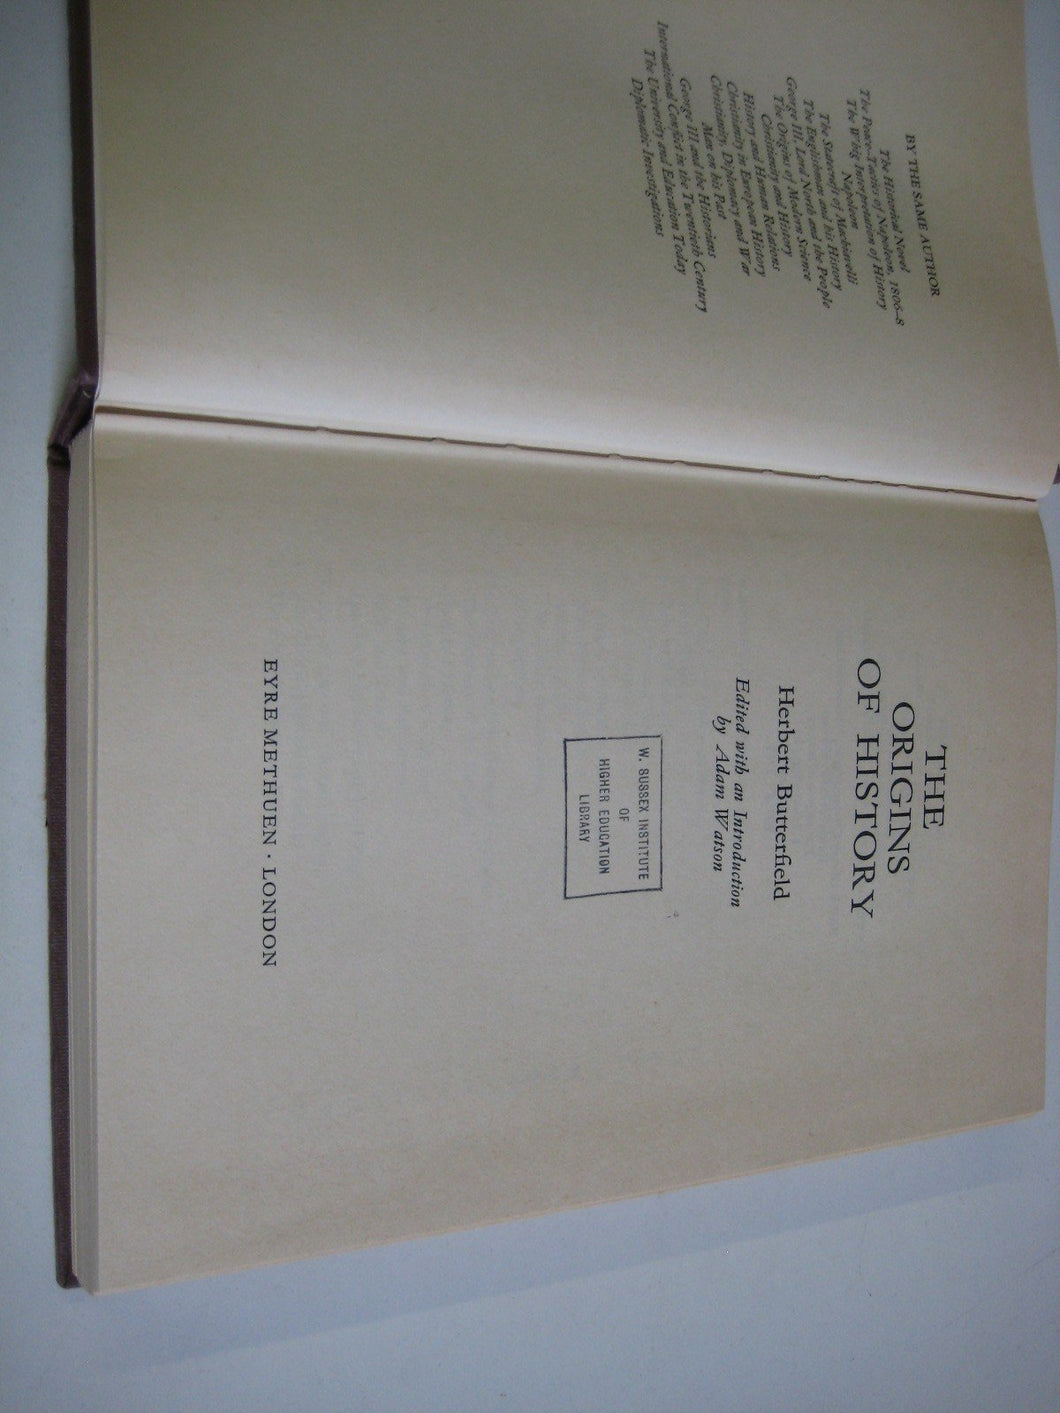 BY THE SAME AUTHOR
The Historical Novel
The Peace-Tactics of Napoleon, 1806–8
The Whig Interpretation of History
Napoleon
The Statecraft of Machiavelli
The Englishman and his History
George III, Lord North and the People
The Origins of Modern Science
Christianity and History
History and Human Relations
Christianity in European History
Christianity, Diplomacy and War
Man on his Past
George III and the Historians
International Conflict in the Twentieth Century
The University and Education Today
Diplomatic Investigations
THE
ORIGINS
OF HISTORY
Herbert Butterfield
Edited with an Introduction
by Adam Watson
W. SUSSEX INSTITUTE
OF
HIGHER EDUCATION
LIBRARY
EYRE METHUEN · LONDON